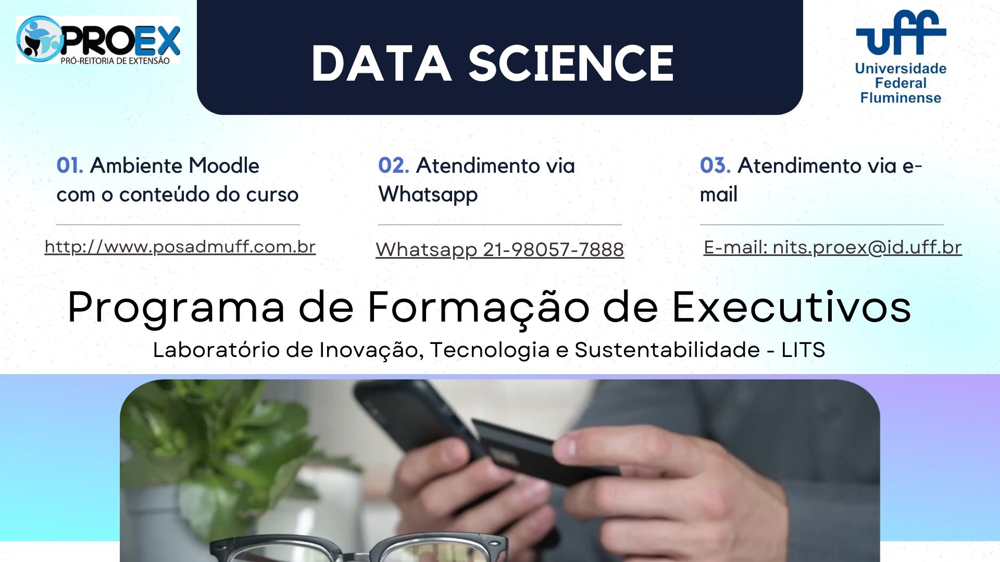 PROEX
PRÓ-REITORIA DE EXTENSÃO
DATA SCIENCE
uff
Universidade
Federal
Fluminense
01. Ambiente Moodle
com o conteúdo do curso
http://www.posadmuff.com.br
02. Atendimento via
Whatsapp
Whatsapp 21-98057-7888
03. Atendimento via e-
mail
E-mail: nits.proex@id.uff.br
Programa de Formação de Executivos
Laboratório de Inovação, Tecnologia e Sustentabilidade - LITS